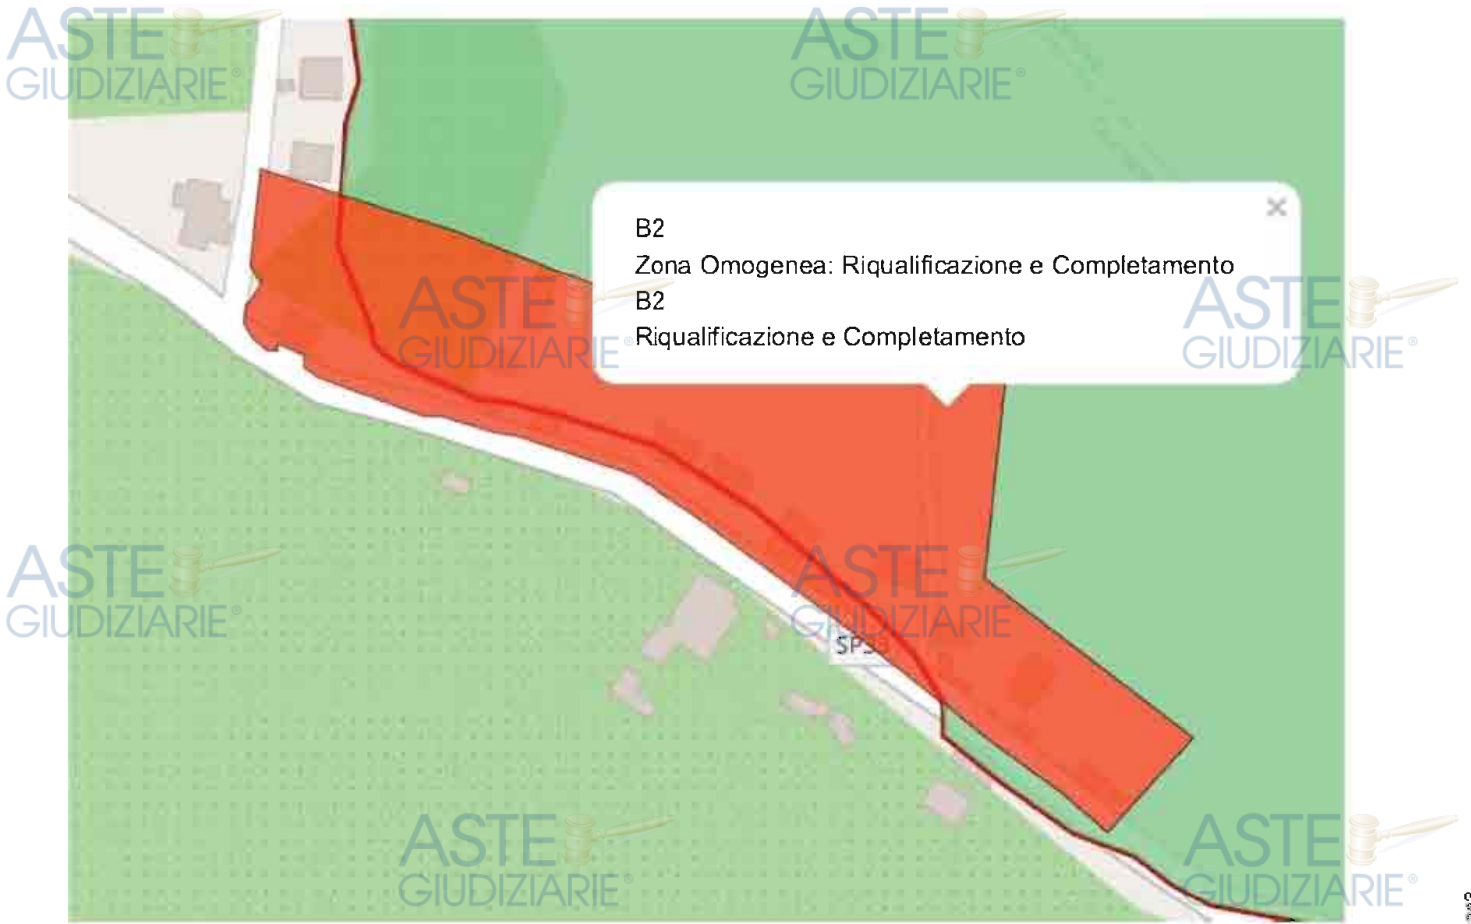 ASTE
GIUDIZIARIE®
ASTE
GIUDIZIARIE®
B2
Zona Omogenea: Riqualificazione e Completamento
B2
Riqualificazione e Completamento
×
ASTE
GIUDIZIARIE
ASTE
GIUDIZIARIE®
ASTE
GIUDIZIARIE®
ASTE
GIUDIZIARIE
ASTE
GIUDIZIARIE®
ASTE
GIUDIZIARIE®